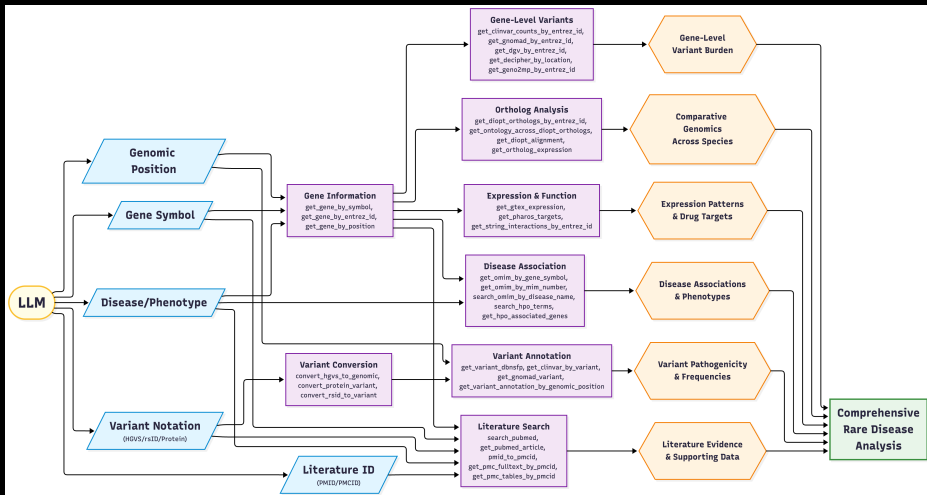 LLM
Genomic
Position
Gene Symbol
Disease/Phenotype
Variant Notation
(HGVS/rsID/Protein)
Literature ID
(PMID/PMCID)
Gene Information
get_gene_by_symbol,
get_gene_by_entrez_id,
get_gene_by_position
Variant Conversion
convert_hgvs_to_genomic,
convert_protein_variant,
convert_rsid_to_variant
Gene-Level Variants
get_clinvar_counts_by_entrez_id,
get_gnomad_by_entrez_id,
get_dgv_by_entrez_id,
get_decipher_by_location,
get_geno2mp_by_entrez_id
Ortholog Analysis
get_diopt_orthologs_by_entrez_id,
get_ontology_across_diopt_orthologs,
get_diopt_alignment,
get_ortholog_expression
Expression & Function
get_gtex_expression,
get_pharos_targets,
get_string_interactions_by_entrez_id
Disease Association
get_omim_by_gene_symbol,
get_omim_by_mim_number,
search_omim_by_disease_name,
search_hpo_terms,
get_hpo_associated_genes
Variant Annotation
get_variant_dbnsfp, get_clinvar_by_variant,
get_gnomad_variant,
get_variant_annotation_by_genomic_position
Literature Search
search_pubmed,
get_pubmed_article,
pmid_to_pmcid,
get_pmc_fulltext_by_pmcid,
get_pmc_tables_by_pmcid
Gene-Level
Variant Burden
Comparative
Genomics
Across Species
Expression Patterns
& Drug Targets
Disease Associations
& Phenotypes
Variant Pathogenicity
& Frequencies
Literature Evidence
& Supporting Data
Comprehensive
Rare Disease
Analysis